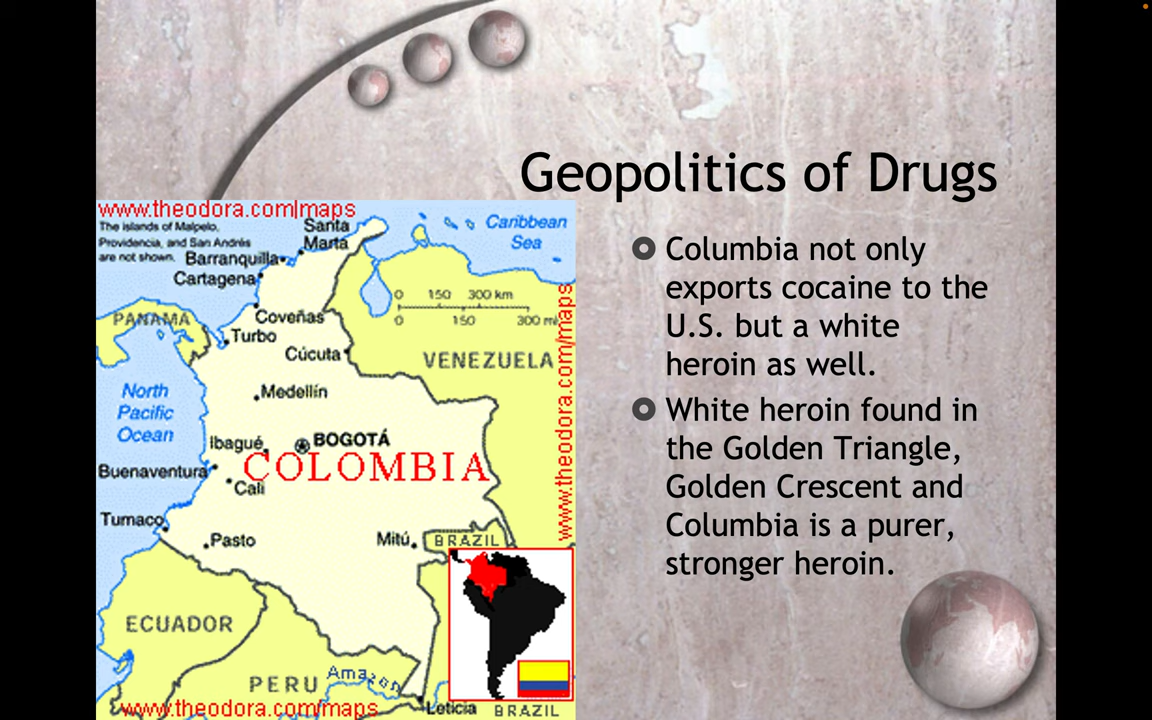 Geopolitics of Drugs
www.theodora.com/maps
The islands of Malpelo,
Providencia, and San Andrés
are not shown.
Santa
Marta
Barranquilla
Cartagena
Caribbean
Sea
0 150 300 km
0 150 300 mi
PANAMA
Coveñas
Turbo
Cúcuta
VENEZUELA
www.theodora.com/maps
North
Pacific
Ocean
Medellín
Ibagué
BOGOTÁ
COLOMBIA
Buenaventura
Cali
Tumaco
Pasto
Mitú
BRAZIL
ECUADOR
PERU
Amazon
www.theodora.com/maps
Leticia
BRAZIL
Columbia not only
exports cocaine to the
U.S. but a white
heroin as well.
White heroin found in
the Golden Triangle,
Golden Crescent and
Columbia is a purer,
stronger heroin.